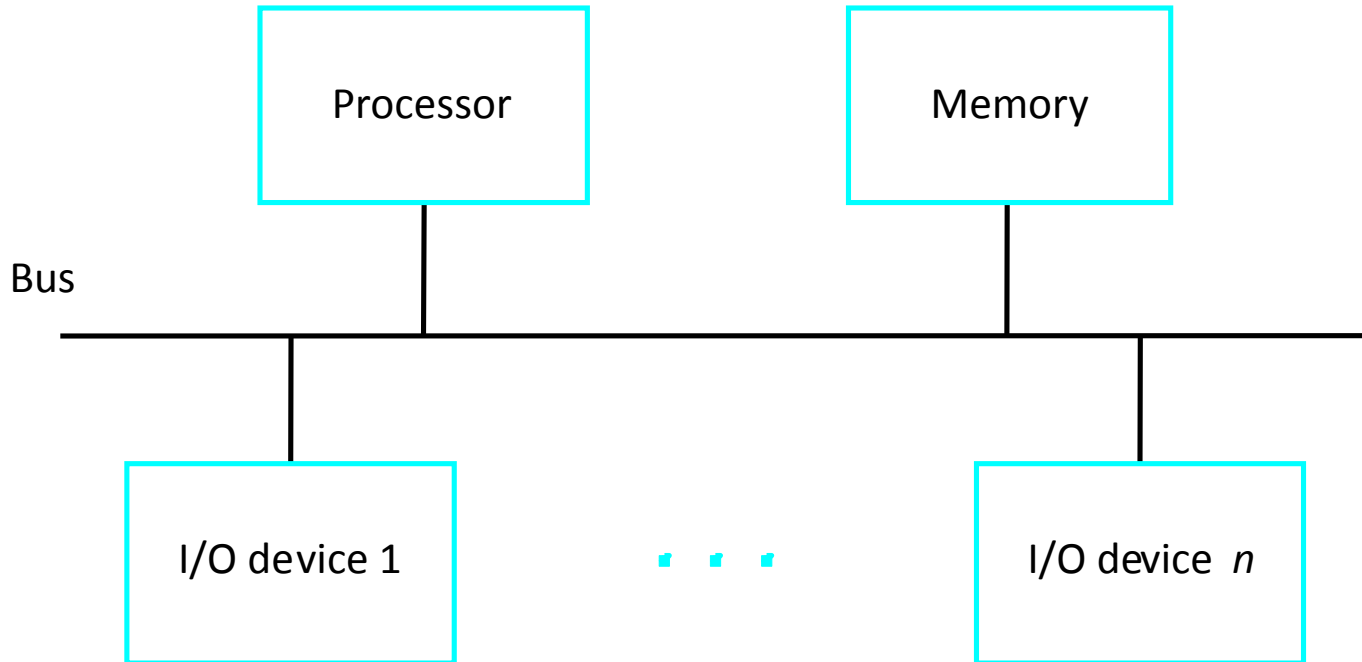 Processor
Memory
Bus
I/O device 1
I/O device n